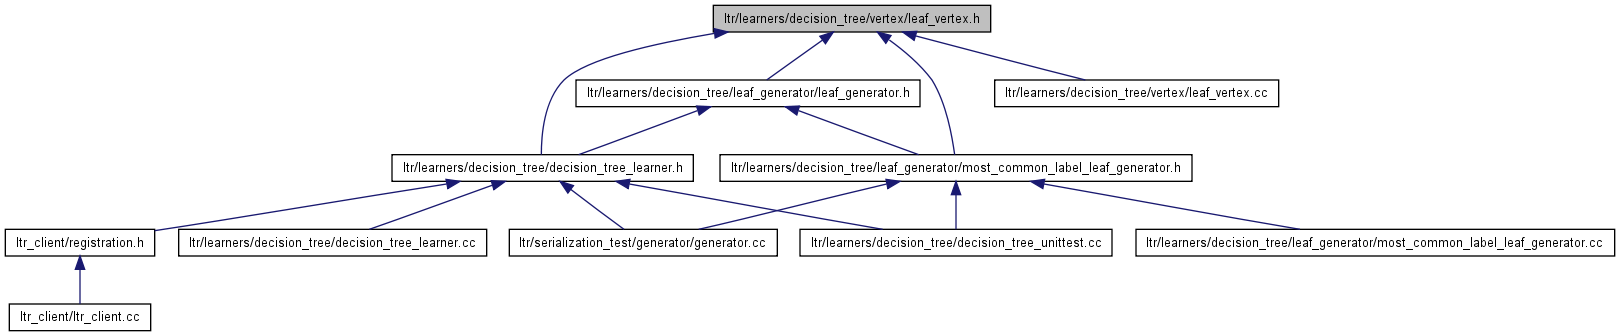 ltr/learners/decision_tree/vertex/leaf_vertex.h
ltr/learners/decision_tree/leaf_generator/leaf_generator.h
ltr/learners/decision_tree/vertex/leaf_vertex.cc
ltr/learners/decision_tree/decision_tree_learner.h
ltr/learners/decision_tree/leaf_generator/most_common_label_leaf_generator.h
ltr_client/registration.h
ltr/learners/decision_tree/decision_tree_learner.cc
ltr/serialization_test/generator/generator.cc
ltr/learners/decision_tree/decision_tree_unittest.cc
ltr/learners/decision_tree/leaf_generator/most_common_label_leaf_generator.cc
ltr_client/ltr_client.cc